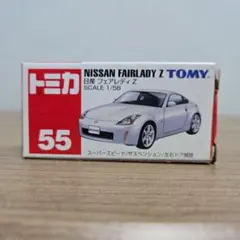 トミカ
55
NISSAN FAIRLADY Z TOMY
日産 フェアレディ Z
SCALE 1/58
スーパースピード/サスペンション/左右ドア開閉